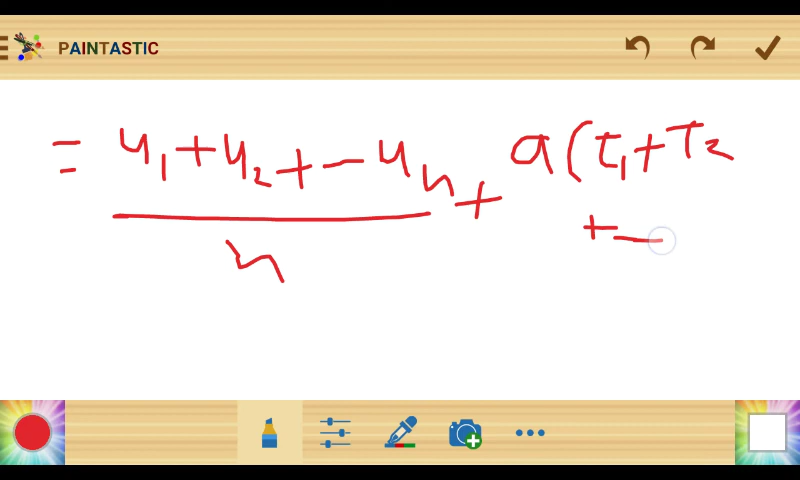 PAINTASTIC
= u1 + u2 + - un + a(T1 + T2
+ —
n